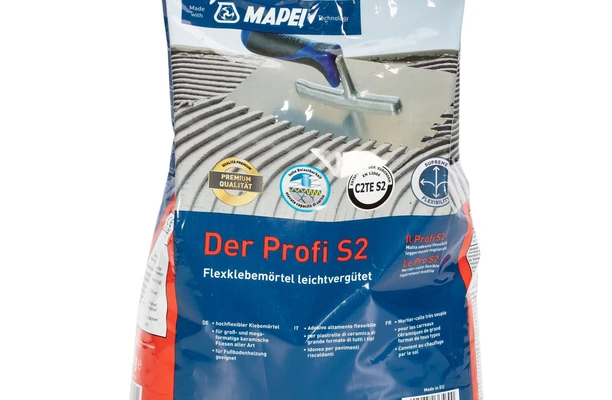 Made
with
MAPEI
Technology
QUALITÉ PREMIUM
PREMIUM
QUALITÄT
EN 12004
C2TE S2
SUPREME
FLEXIBILITY
Der Profi S2
Flexklebemörtel leichtvergütet
Il Profi S2
Le Pro S2
DE
• hochflexibler Klebemörtel
• für groß- und mega-
formatige keramische
Fliesen aller Art
• für Fußbodenheizung
geeignet
IT
• Adesivo altamente flessibile
• per piastrelle di ceramica di
grande formato di tutti i tipi
• Idoneo per pavimenti
riscaldanti
FR
• Mortier-colle très souple
• pour les carreaux
céramiques de grand
format de tous types
• Convient au chauffage
par le sol
Made in EU